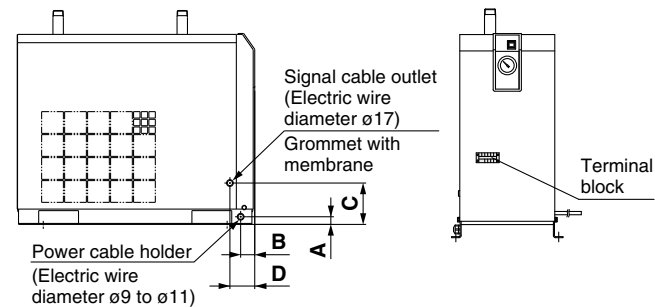 Signal cable outlet
(Electric wire
diameter ø17)
Grommet with
membrane
Terminal
block
C
B
A
D
Power cable holder
(Electric wire
diameter ø9 to ø11)